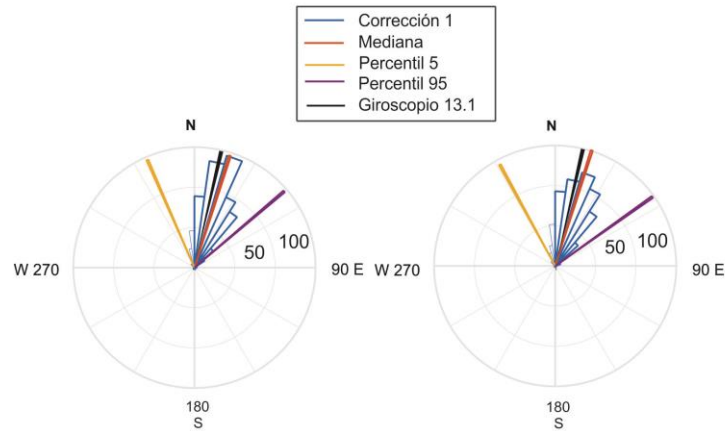 Corrección 1
Mediana
Percentil 5
Percentil 95
Giroscopio 13.1
N
50
100
W 270
90 E
180
S
N
50
100
W 270
90 E
180
S